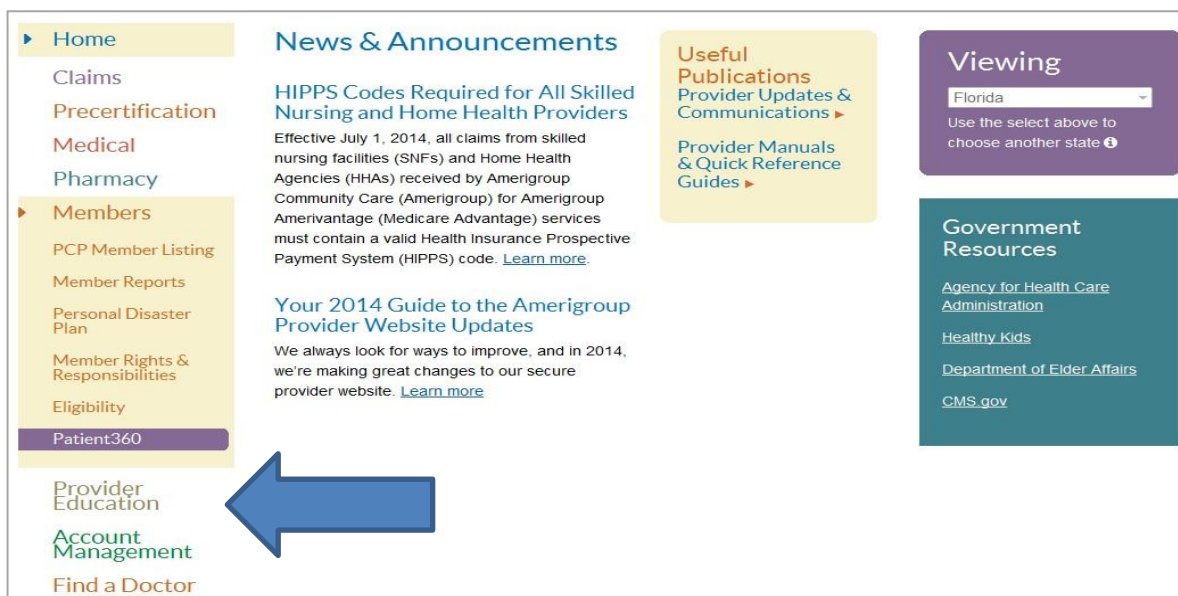 Home
Claims
Precertification
Medical
Pharmacy
Members
PCP Member Listing
Member Reports
Personal Disaster
Plan
Member Rights &
Responsibilities
Eligibility
Patient360
Provider
Education
Account
Management
Find a Doctor
News & Announcements
HIPPS Codes Required for All Skilled
Nursing and Home Health Providers
Effective July 1, 2014, all claims from skilled
nursing facilities (SNFs) and Home Health
Agencies (HHAs) received by Amerigroup
Community Care (Amerigroup) for Amerigroup
Amerivantage (Medicare Advantage) services
must contain a valid Health Insurance Prospective
Payment System (HIPPS) code. Learn more.
Your 2014 Guide to the Amerigroup
Provider Website Updates
We always look for ways to improve, and in 2014,
we're making great changes to our secure
provider website. Learn more
Useful
Publications
Provider Updates &
Communications
Provider Manuals
& Quick Reference
Guides
Viewing
Florida
Use the select above to
choose another state
Government
Resources
Agency for Health Care
Administration
Healthy Kids
Department of Elder Affairs
CMS.gov